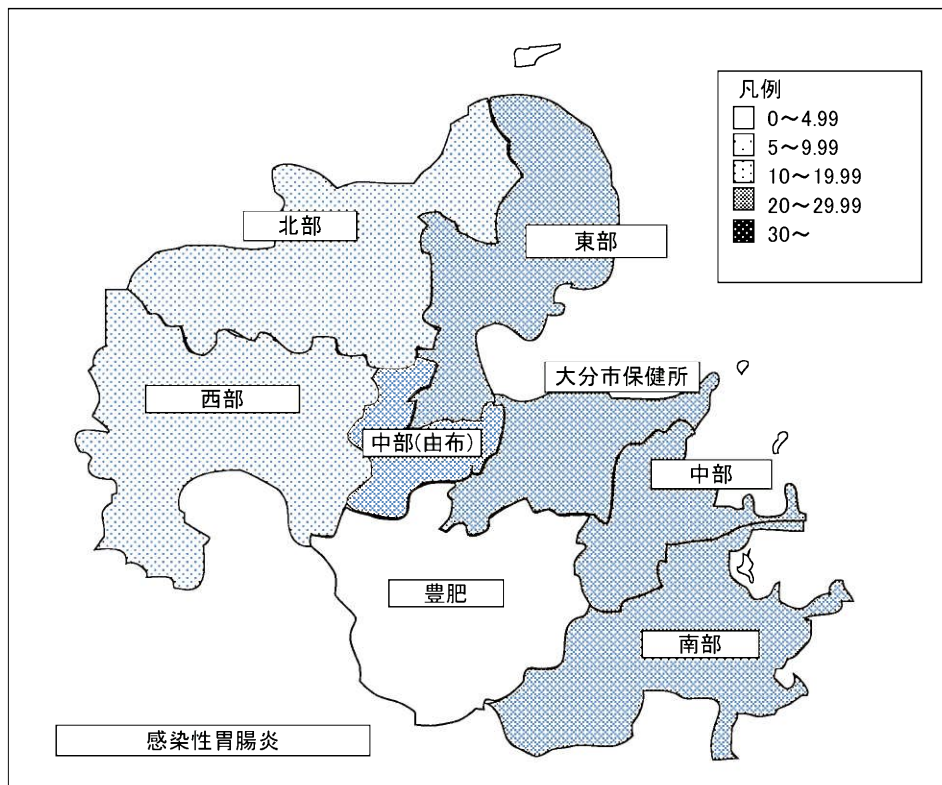 凡例
0～4.99
5～9.99
10～19.99
20～29.99
30～
北部
東部
大分市保健所
西部
中部(由布)
中部
豊肥
南部
感染性胃腸炎